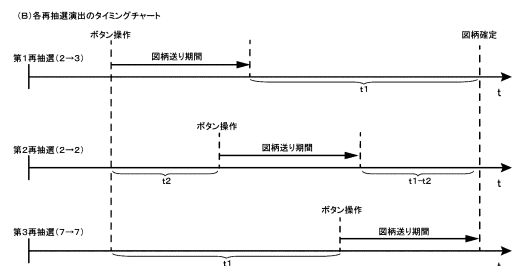 (B)各再抽選演出のタイミングチャート
ボタン操作
図柄確定
第1再抽選(2→3)
図柄送り期間
t1
t
ボタン操作
第2再抽選(2→2)
図柄送り期間
t2
t1-t2
t
ボタン操作
第3再抽選(7→7)
図柄送り期間
t1
t